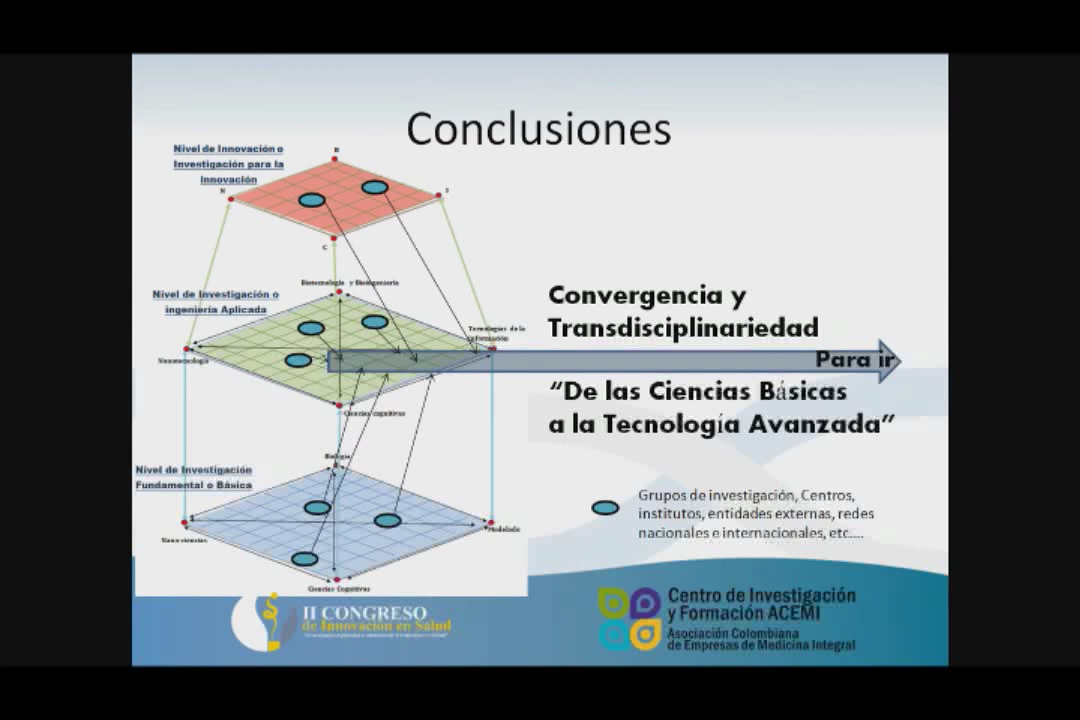 Conclusiones
Nivel de Innovación o
Investigación para la
innovación
B
N
I
C
Nivel de Investigación o
ingeniería Aplicada
Biotecnología y Bioingeniería
Tecnologías de la
información
Nanotecnología
Ciencias cognitivas
Convergencia y
Transdisciplinariedad
Para ir
“De las Ciencias Básicas
a la Tecnología Avanzada”
Nivel de Investigación
Fundamental o Básica
Biología
Modelado
Nano ciencias
Ciencias Cognitivas
Grupos de investigación, Centros,
institutos, entidades externas, redes
nacionales e internacionales, etc....
II CONGRESO
de Innovación en Salud
Centro de Investigación
y Formación ACEMI
Asociación Colombiana
de Empresas de Medicina Integral